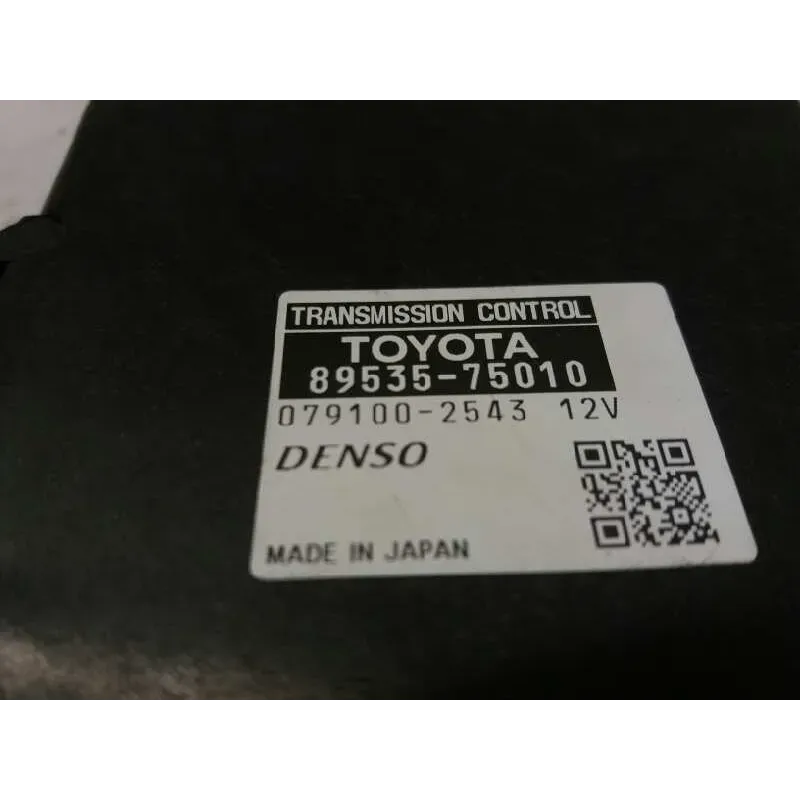 TRANSMISSION CONTROL
TOYOTA
89535-75010
079100-2543 12V
DENSO
MADE IN JAPAN